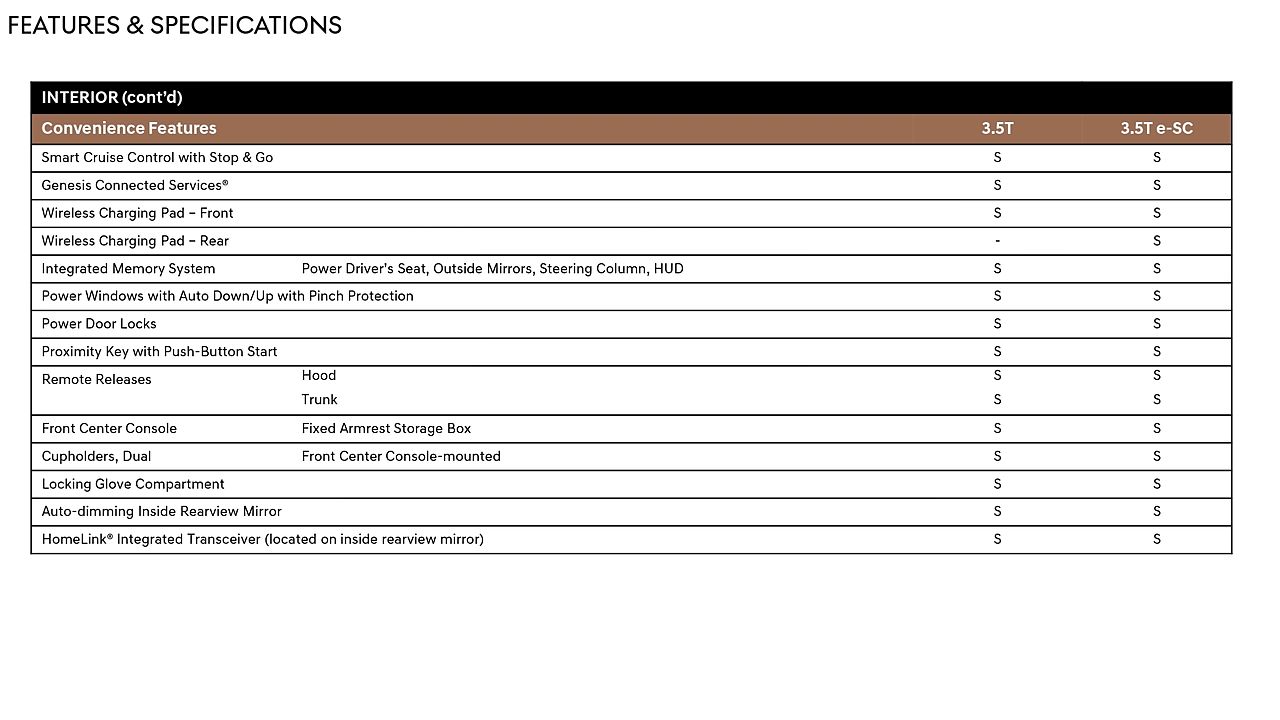 FEATURES & SPECIFICATIONS
INTERIOR (cont’d)
Convenience Features 3.5T 3.5T e-SC
Smart Cruise Control with Stop & Go S S
Genesis Connected Services® S S
Wireless Charging Pad – Front S S
Wireless Charging Pad – Rear - S
Integrated Memory System Power Driver’s Seat, Outside Mirrors, Steering Column, HUD S S
Power Windows with Auto Down/Up with Pinch Protection S S
Power Door Locks S S
Proximity Key with Push-Button Start S S
Remote Releases Hood S S
Trunk S S
Front Center Console Fixed Armrest Storage Box S S
Cupholders, Dual Front Center Console-mounted S S
Locking Glove Compartment S S
Auto-dimming Inside Rearview Mirror S S
HomeLink® Integrated Transceiver (located on inside rearview mirror) S S